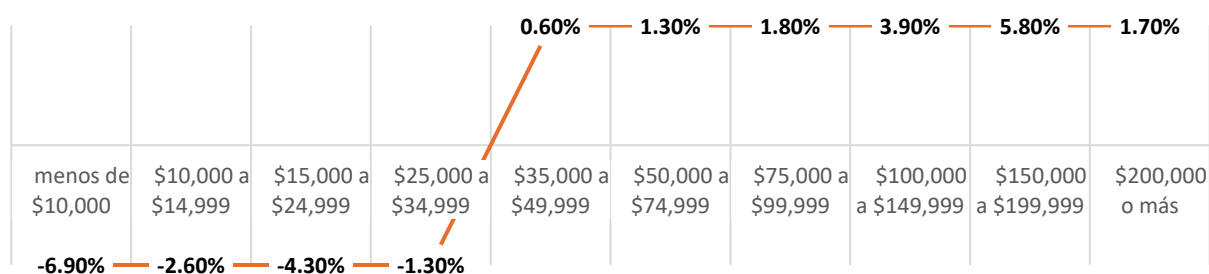 0.60% 1.30% 1.80% 3.90% 5.80% 1.70%
menos de $10,000 a $15,000 a $25,000 a $35,000 a $50,000 a $75,000 a $100,000 $150,000 $200,000
$10,000 $14,999 $24,999 $34,999 $49,999 $74,999 $99,999 a $149,999 a $199,999 o más
-6.90% -2.60% -4.30% -1.30%